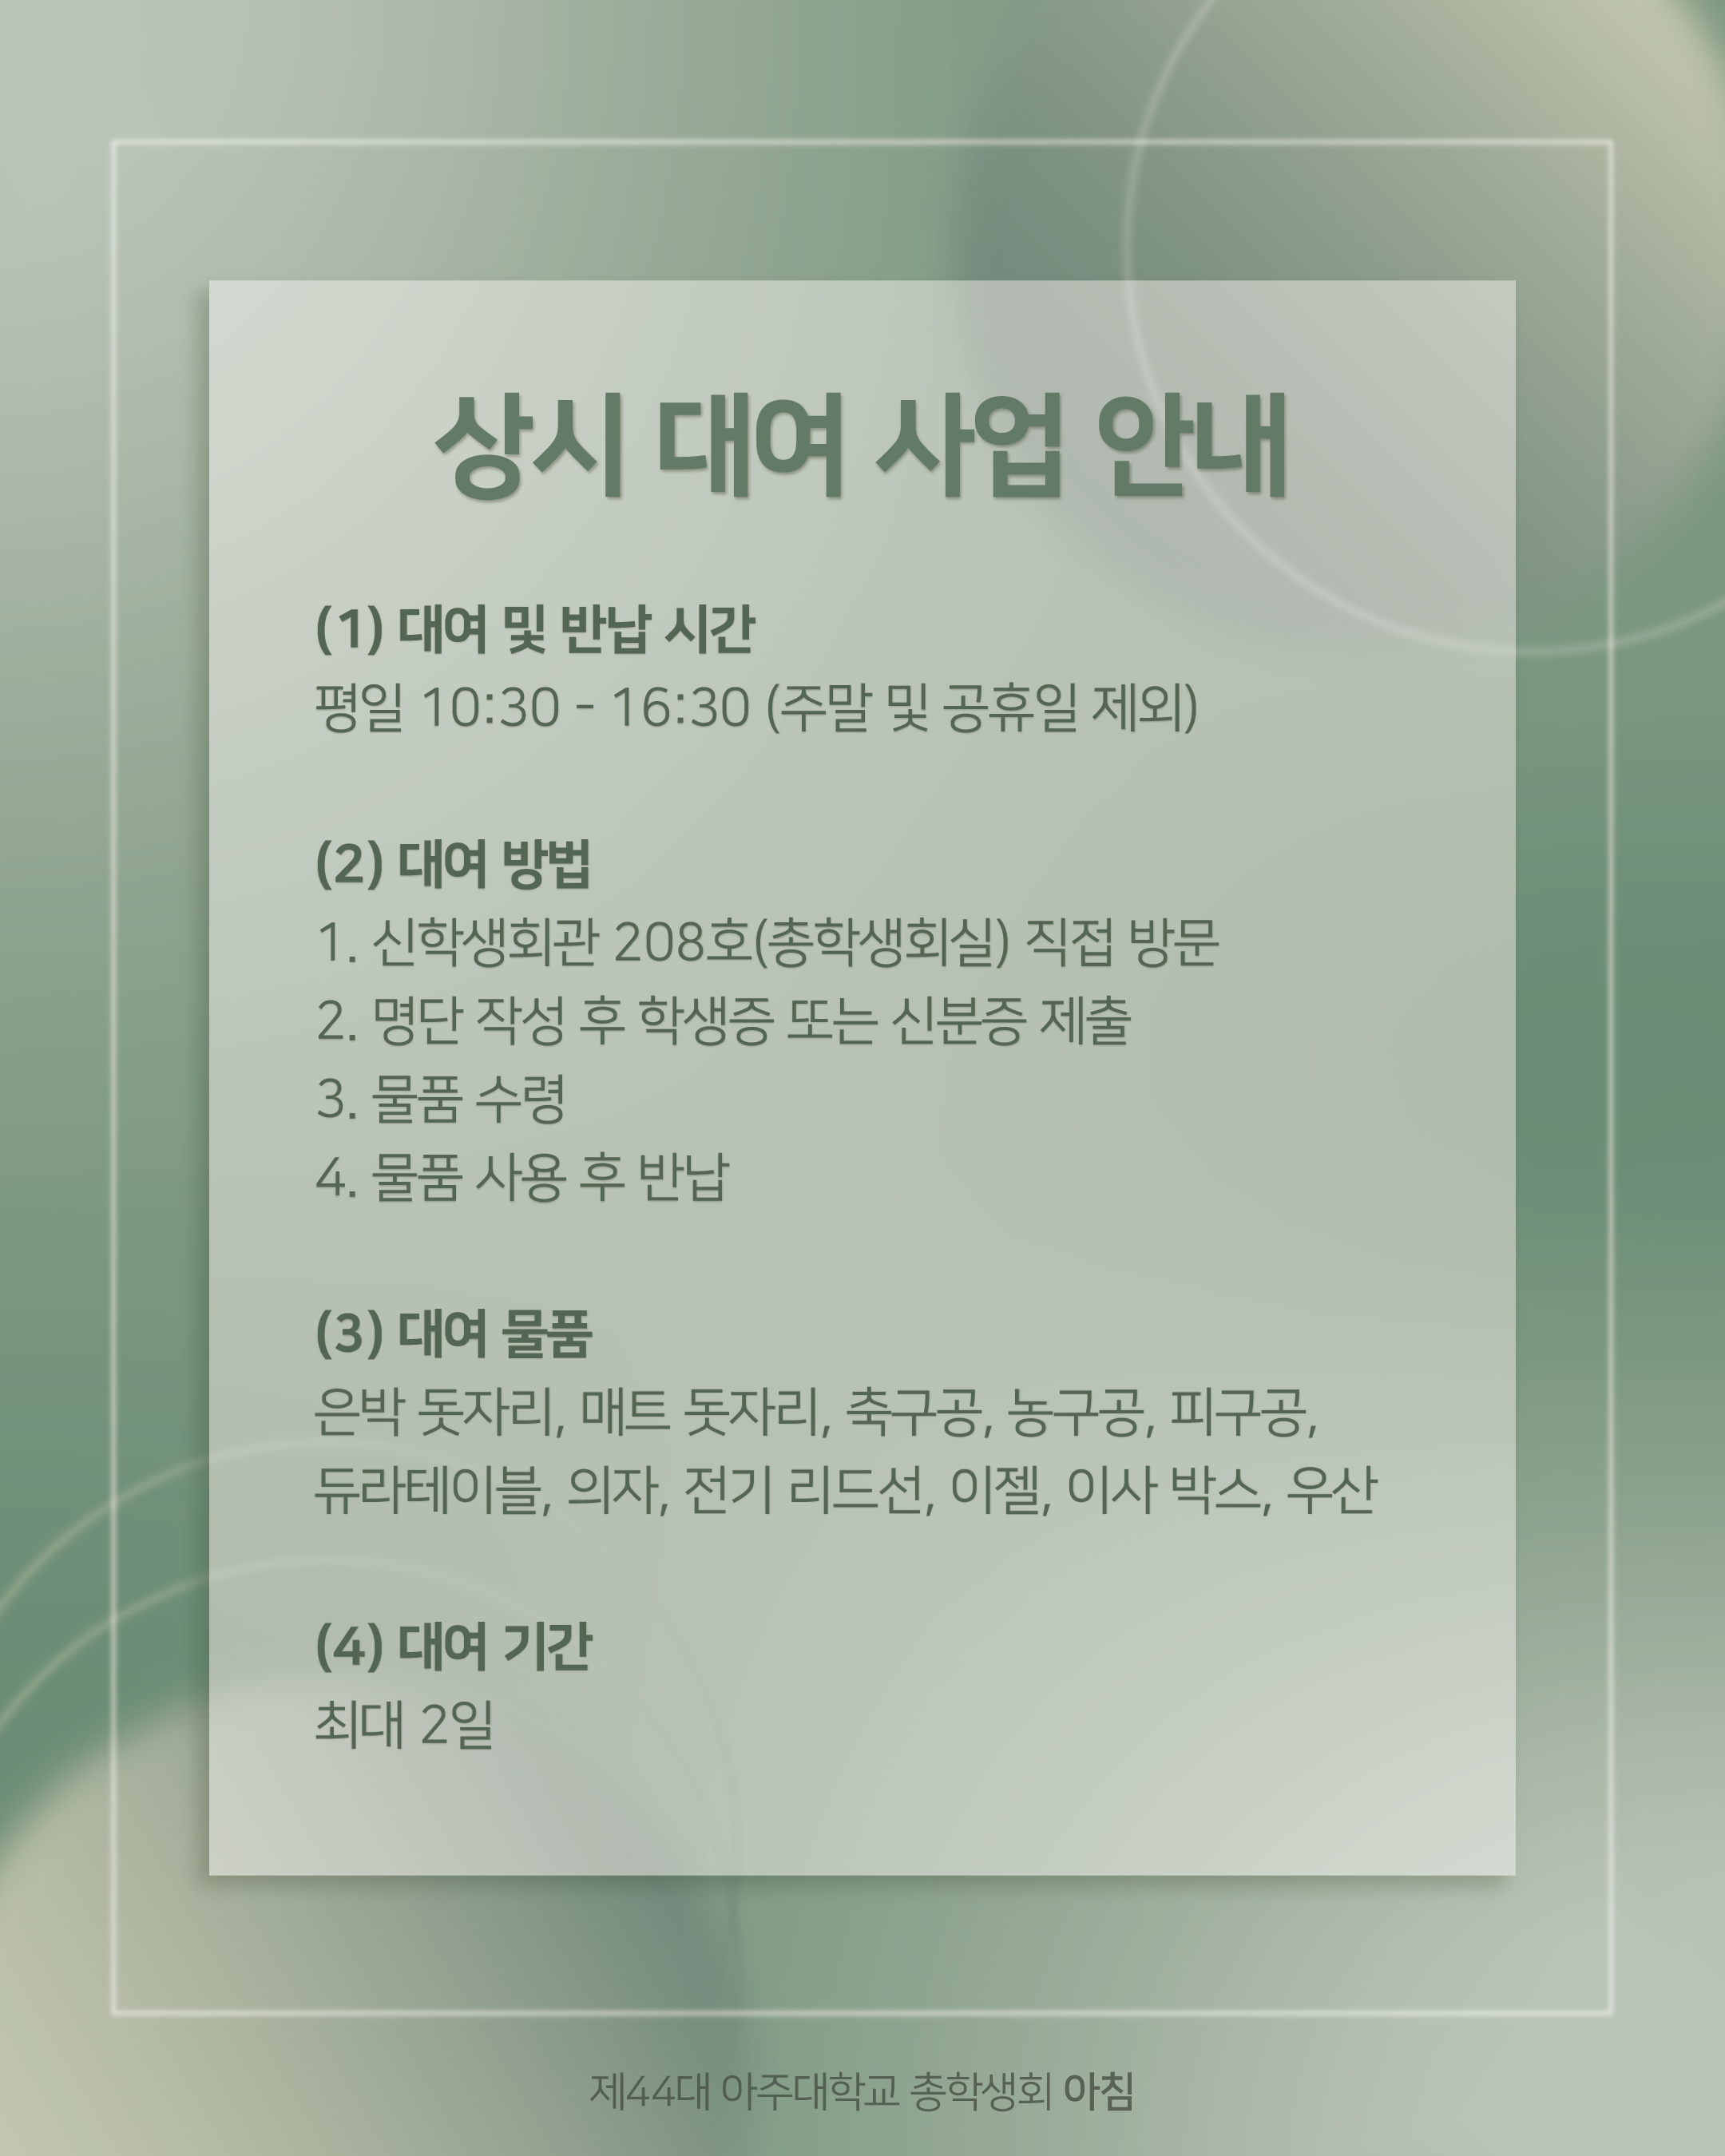 상시 대여 사업 안내
(1) 대여 및 반납 시간
평일 10:30 - 16:30 (주말 및 공휴일 제외)
(2) 대여 방법
1. 신학생회관 208호(총학생회실) 직접 방문
2. 명단 작성 후 학생증 또는 신분증 제출
3. 물품 수령
4. 물품 사용 후 반납
(3) 대여 물품
은박 돗자리, 매트 돗자리, 축구공, 농구공, 피구공,
듀라테이블, 의자, 전기 리드선, 이젤, 이사 박스, 우산
(4) 대여 기간
최대 2일
제44대 아주대학교 총학생회 아침